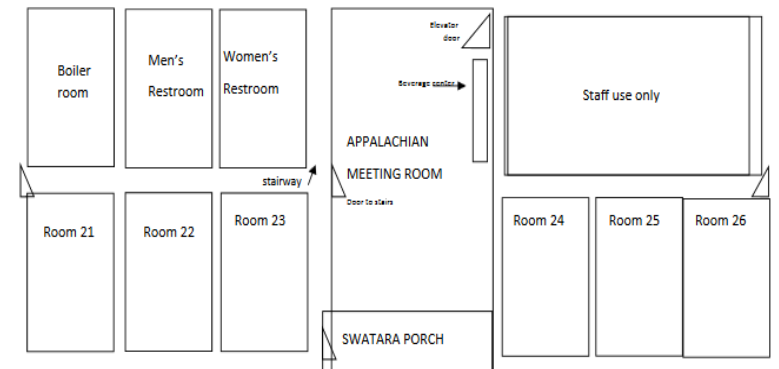 Elevator
door
Boiler
room
Men's
Restroom
Women's
Restroom
Beverage center
Staff use only
APPALACHIAN
MEETING ROOM
stairway
Door to stairs
Room 21
Room 22
Room 23
Room 24
Room 25
Room 26
SWATARA PORCH